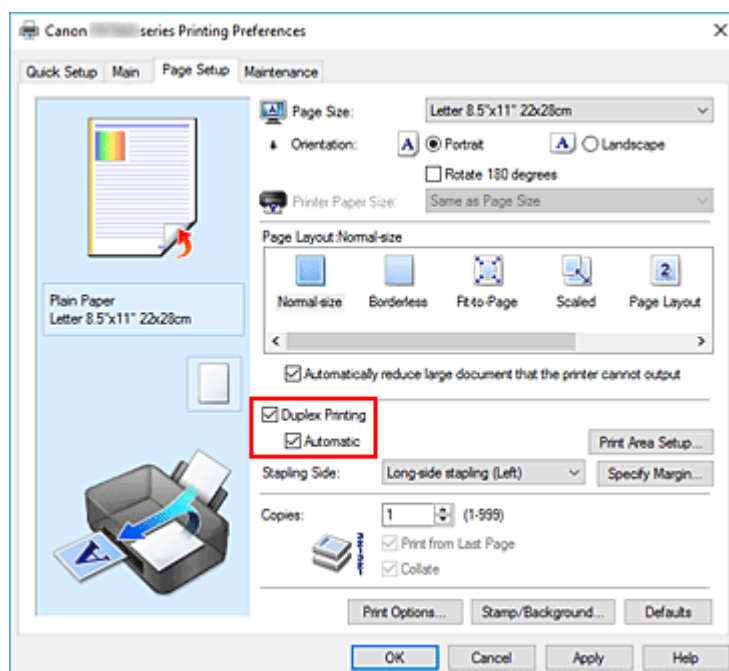 Canon series Printing Preferences
Quick Setup Main Page Setup Maintenance
Page Size: Letter 8.5"x11" 22x28cm
Orientation: A Portrait A Landscape
Rotate 180 degrees
Printer Paper Size: Same as Page Size
Page Layout:Normal-size
2
Normal-size Borderless Fit-to-Page Scaled Page Layout
Automatically reduce large document that the printer cannot output
Plain Paper
Letter 8.5"x11" 22x28cm
Duplex Printing
Automatic
Print Area Setup...
Stapling Side: Long-side stapling (Left) Specify Margin...
Copies: 1 (1-999)
Print from Last Page
Collate
A
Print Options... Stamp/Background... Defaults
OK Cancel Apply Help